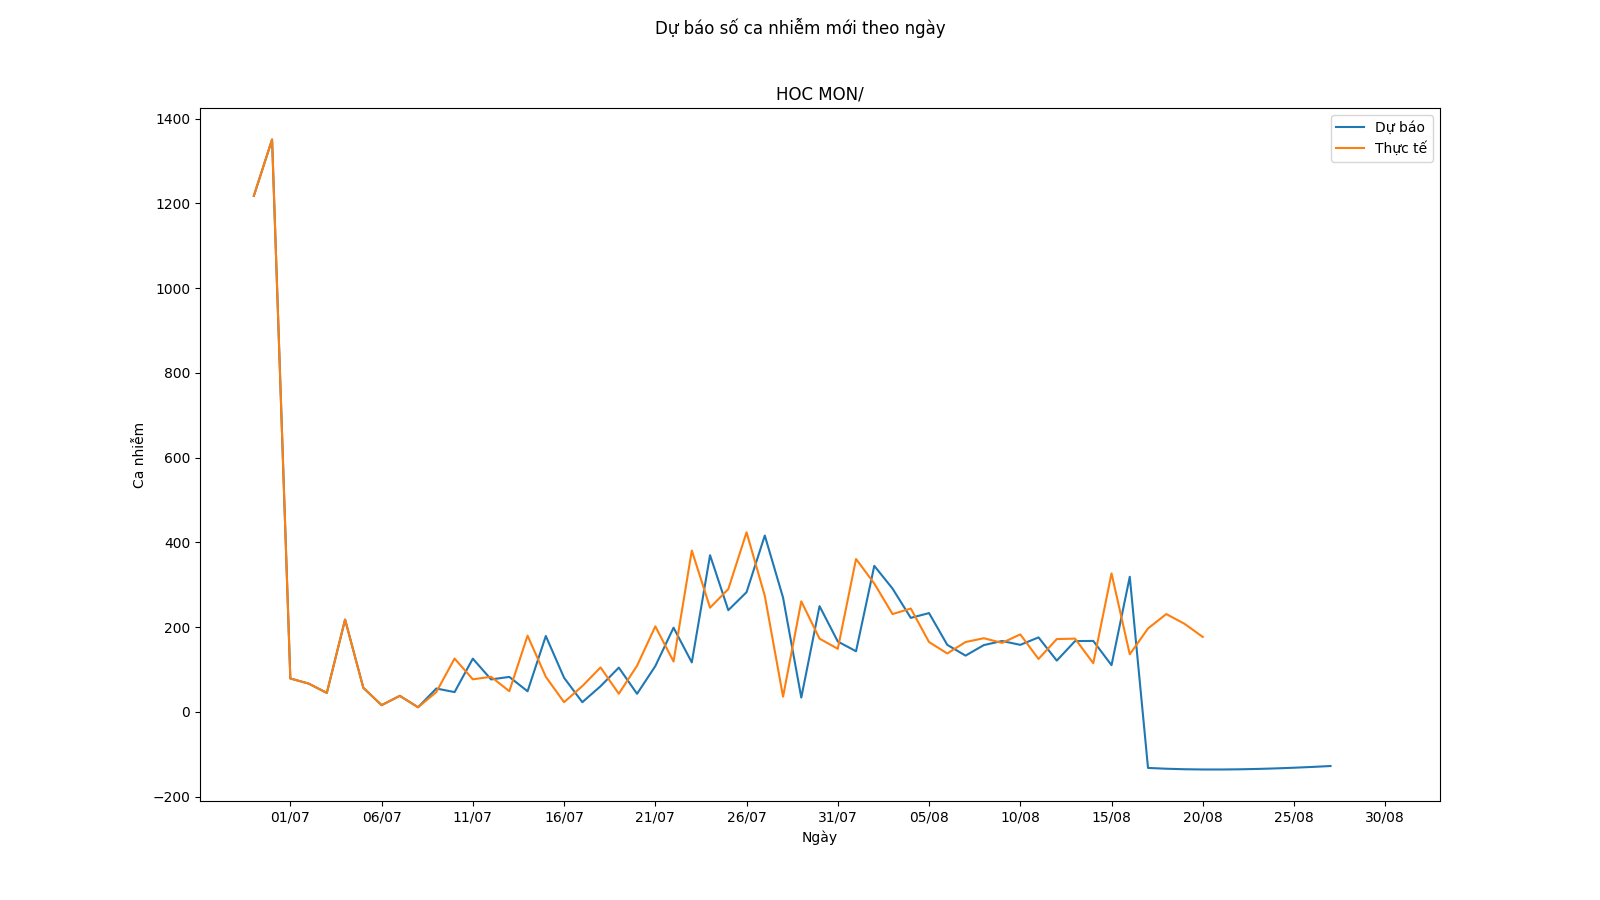 Dự báo số ca nhiễm mới theo ngày
HOC MON/
1400
1200
1000
800
600
400
200
0
−200
Ca nhiễm
Dự báo
Thực tế
01/07 06/07 11/07 16/07 21/07 26/07 31/07 05/08 10/08 15/08 20/08 25/08 30/08
Ngày